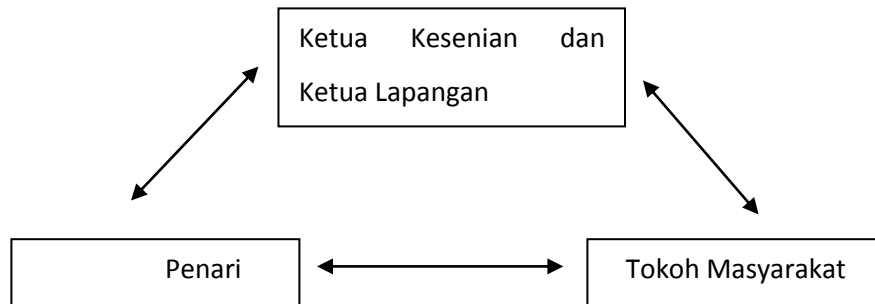 Ketua Kesenian dan
Ketua Lapangan
Penari
Tokoh Masyarakat